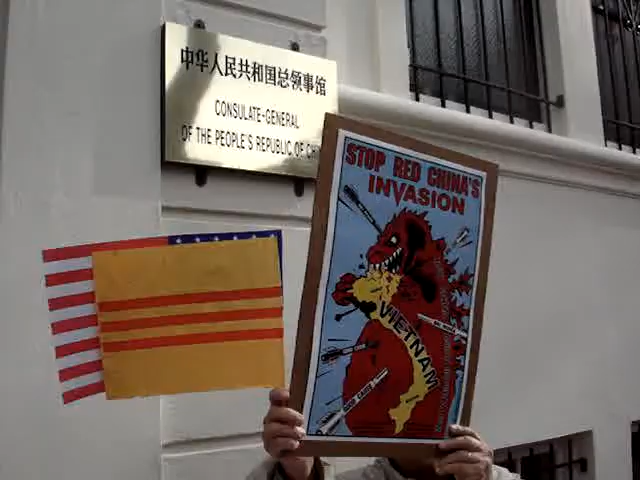 中华人民共和国总领事馆
CONSULATE-GENERAL
OF THE PEOPLE'S REPUBLIC OF CHI
STOP RED CHINA'S
INVASION
VIETNAM